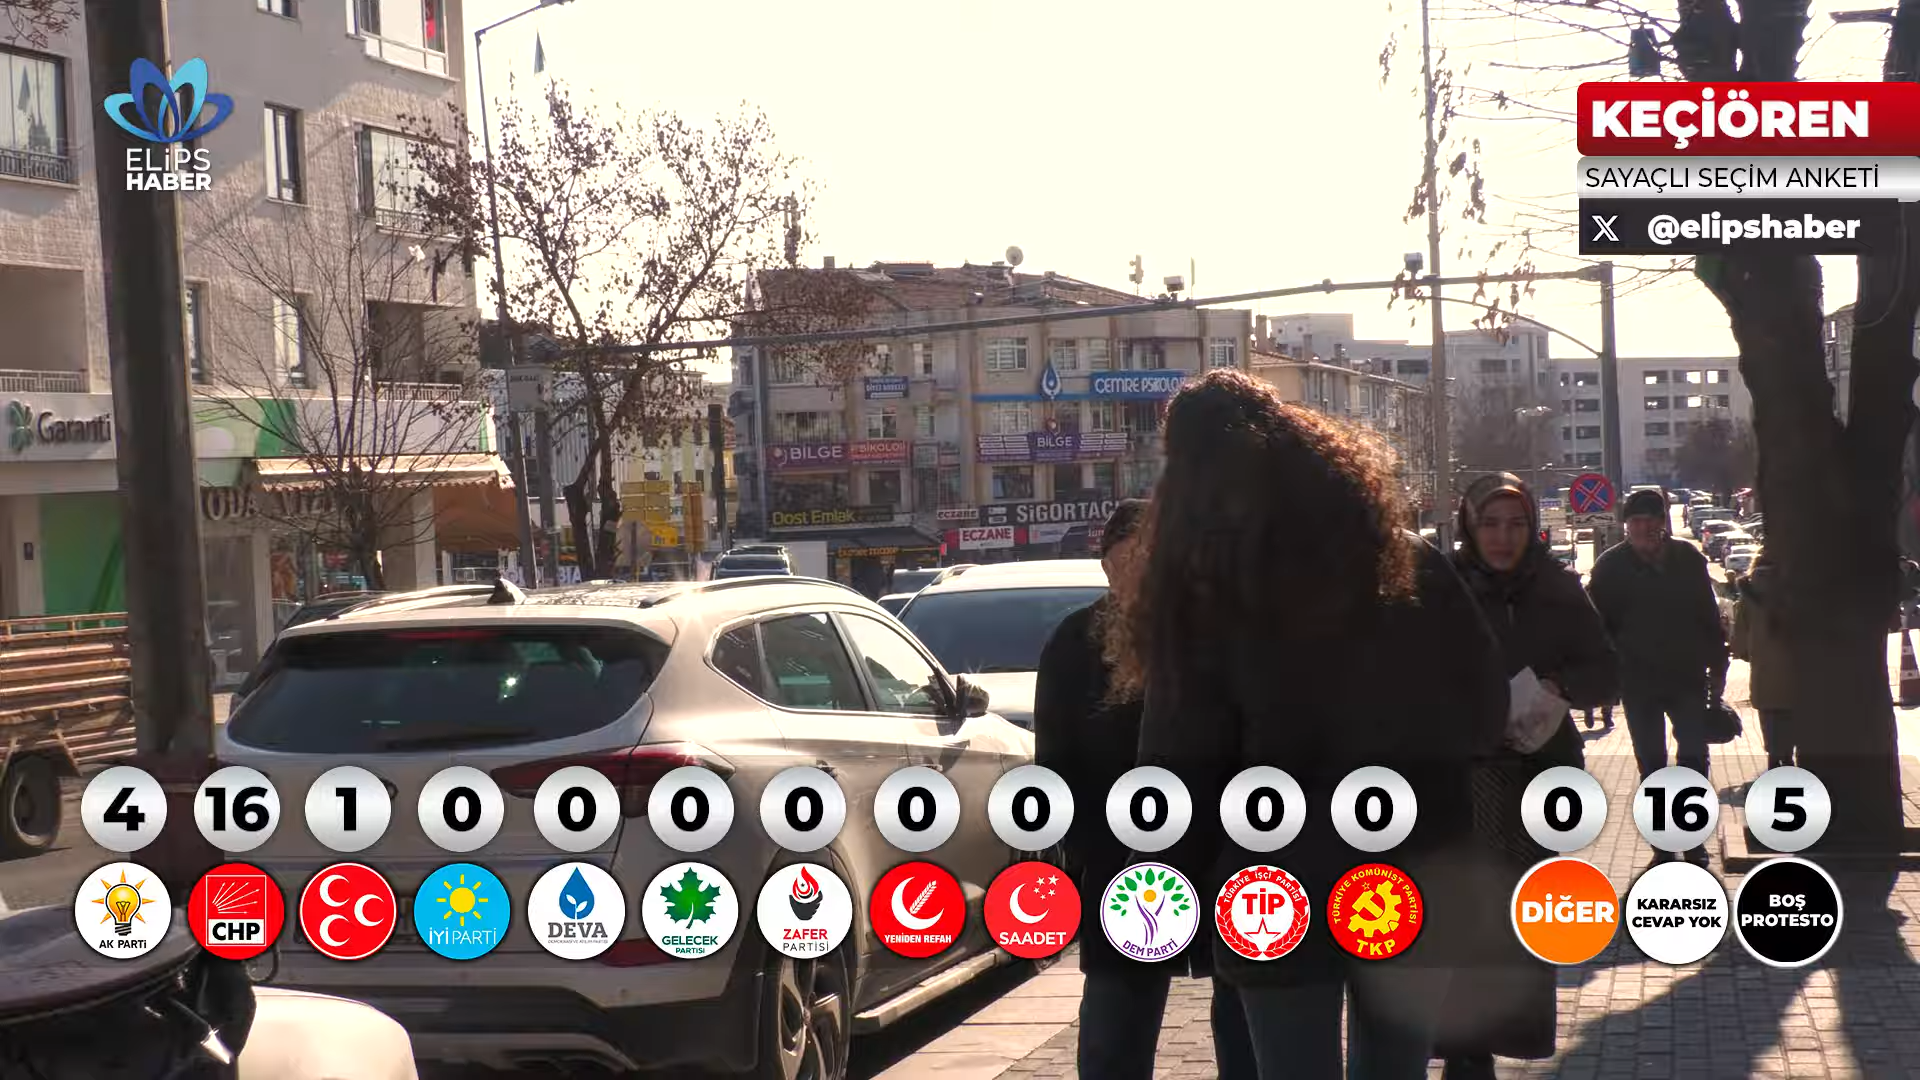 ELiPS
HABER
KEÇİÖREN
SAYAÇLI SEÇİM ANKETİ
X @elipshaber
Garanti
CEMRE PSİKOLOJİ
BİLGE PSİKOLOJİ
BİLGE
Dost Emlak
ECZANE
SİGORTAC
ECZANE
4 16 1 0 0 0 0 0 0 0 0 0 0 16 5
AK PARTİ
CHP
İYİ PARTİ
DEVA
GELECEK
PARTİSİ
ZAFER
PARTİSİ
YENİDEN REFAH
SAADET
DEM PARTİ
TÜRKİYE İŞÇİ PARTİSİ
TİP
TÜRKİYE KOMÜNİST PARTİSİ
TKP
DİĞER
KARARSIZ
CEVAP YOK
BOŞ
PROTESTO